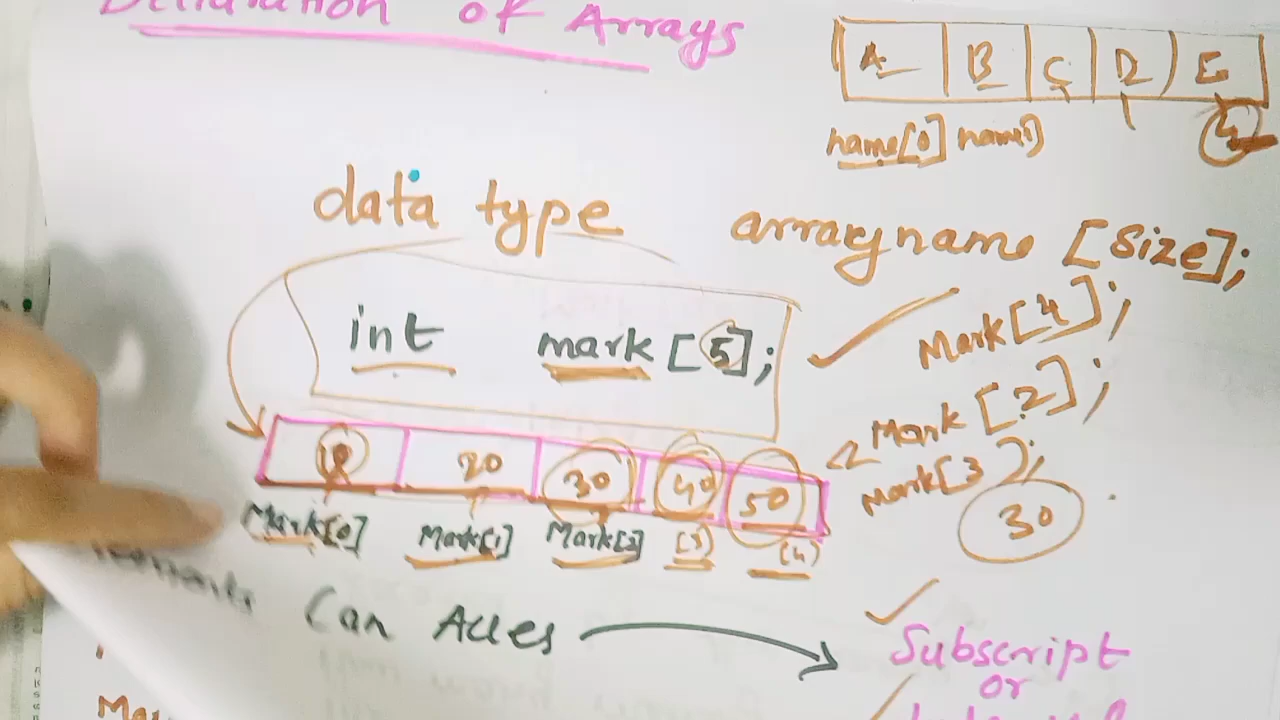 Declaration of Arrays
A B C D E
name[0] name[1)
4
data type arrayname [size];
int mark [5];
Mark[4];
Mark [2];
Mark[3);
30
10 20 30 40 50
Mark[0] Mark[1] Mark[2] [3) [4)
Can Acces
Subscript
or